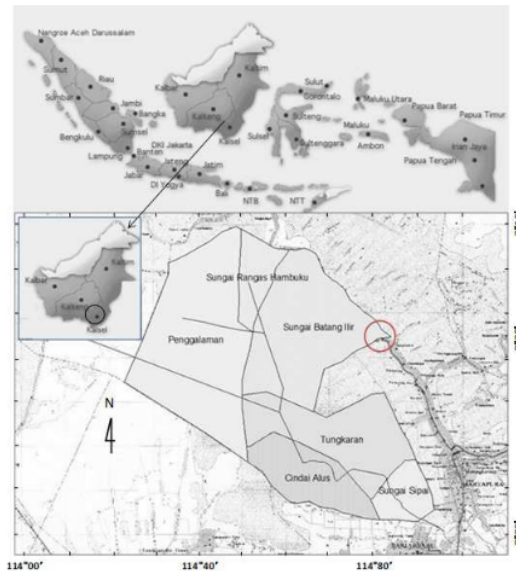 Nangroe Aceh Darussalam
Sumut
Riau
Sumbar
Jambi
Bangka
Bengkulu
Sumsel
Lampung
Banten
DKI Jakarta
Jabar
Jateng
DI Yogya
Jatim
Bali
NTB
NTT
Kalbar
Kalteng
Kaltim
Kalsel
Sulut
Gorontalo
Sulteng
Sulsel
Sultenggara
Maluku Utara
Maluku
Ambon
Papua Barat
Papua Timur
Irian Jaya
Papua Tengah
Kalbar
Kaltim
Kalteng
Kalsel
Sungai Rangas Hambuku
Sungai Batang Ilir
Penggalaman
N
Tungkaran
Cindai Alus
Sungai Sipai
114°00'
114°40'
114°80'